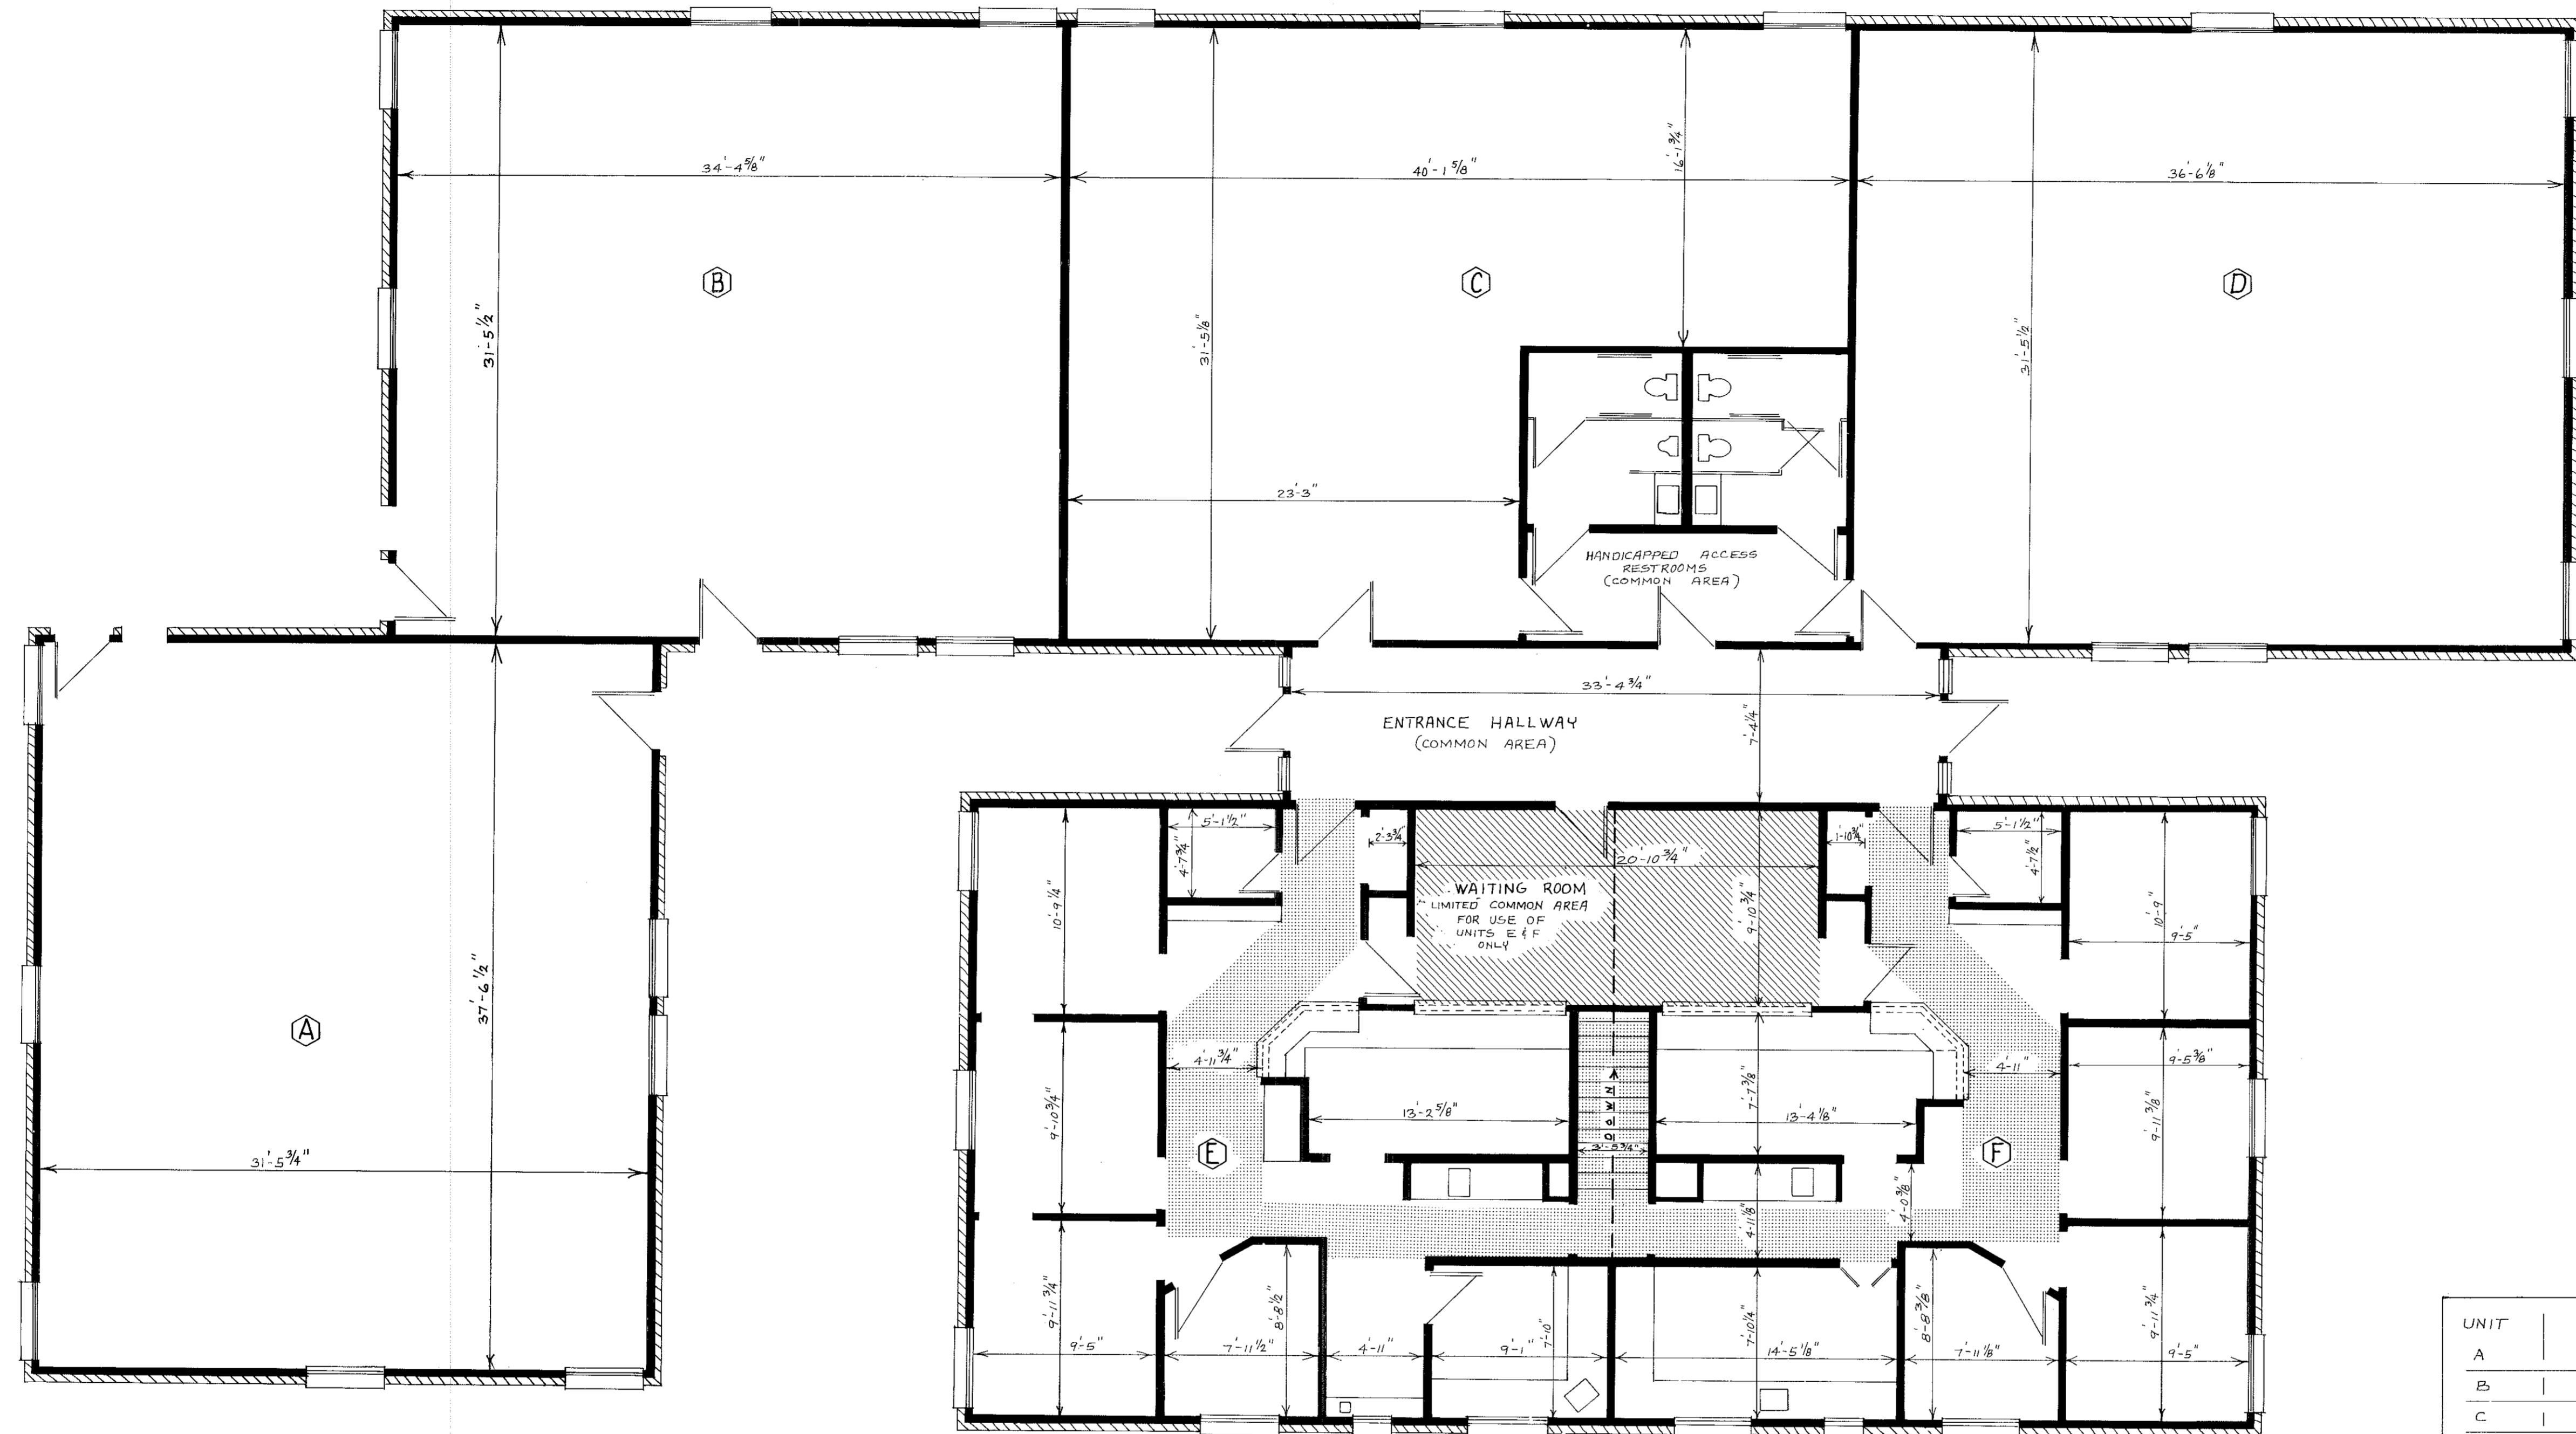 34'-4 5/8"
31'-5 1/2"
B
40'-1 5/8"
16'-1 3/4"
31'-5 1/8"
C
23'-3"
HANDICAPPED ACCESS
RESTROOMS
(COMMON AREA)
36'-6 1/8"
31'-5 1/2"
D
33'-4 3/4"
7'-4 1/4"
ENTRANCE HALLWAY
(COMMON AREA)
37'-6 1/2"
A
31'-5 3/4"
5'-1 1/2"
4'-7 3/4"
2'-3 3/4"
20'-10 3/4"
WAITING ROOM
LIMITED COMMON AREA
FOR USE OF
UNITS E & F
ONLY
9'-10 3/4"
1'-10 3/4"
5'-1 1/2"
4'-7 1/2"
10'-9 1/4"
10'-9"
9'-5"
4'-11 3/4"
9'-10 3/4"
13'-2 5/8"
DOWN
3'-5 3/4"
7'-7 3/8"
13'-4 1/8"
4'-11"
9'-5 3/8"
9'-11 3/8"
E
F
4'-0 3/8"
4'-11 1/8"
9'-11 3/4"
9'-5"
8'-8 1/2"
7'-11 1/2"
4'-11"
9'-1"
7'-10"
7'-10 1/4"
14'-5 1/8"
8'-8 3/8"
7'-11 1/8"
9'-11 3/4"
9'-5"
UNIT
A
B
C